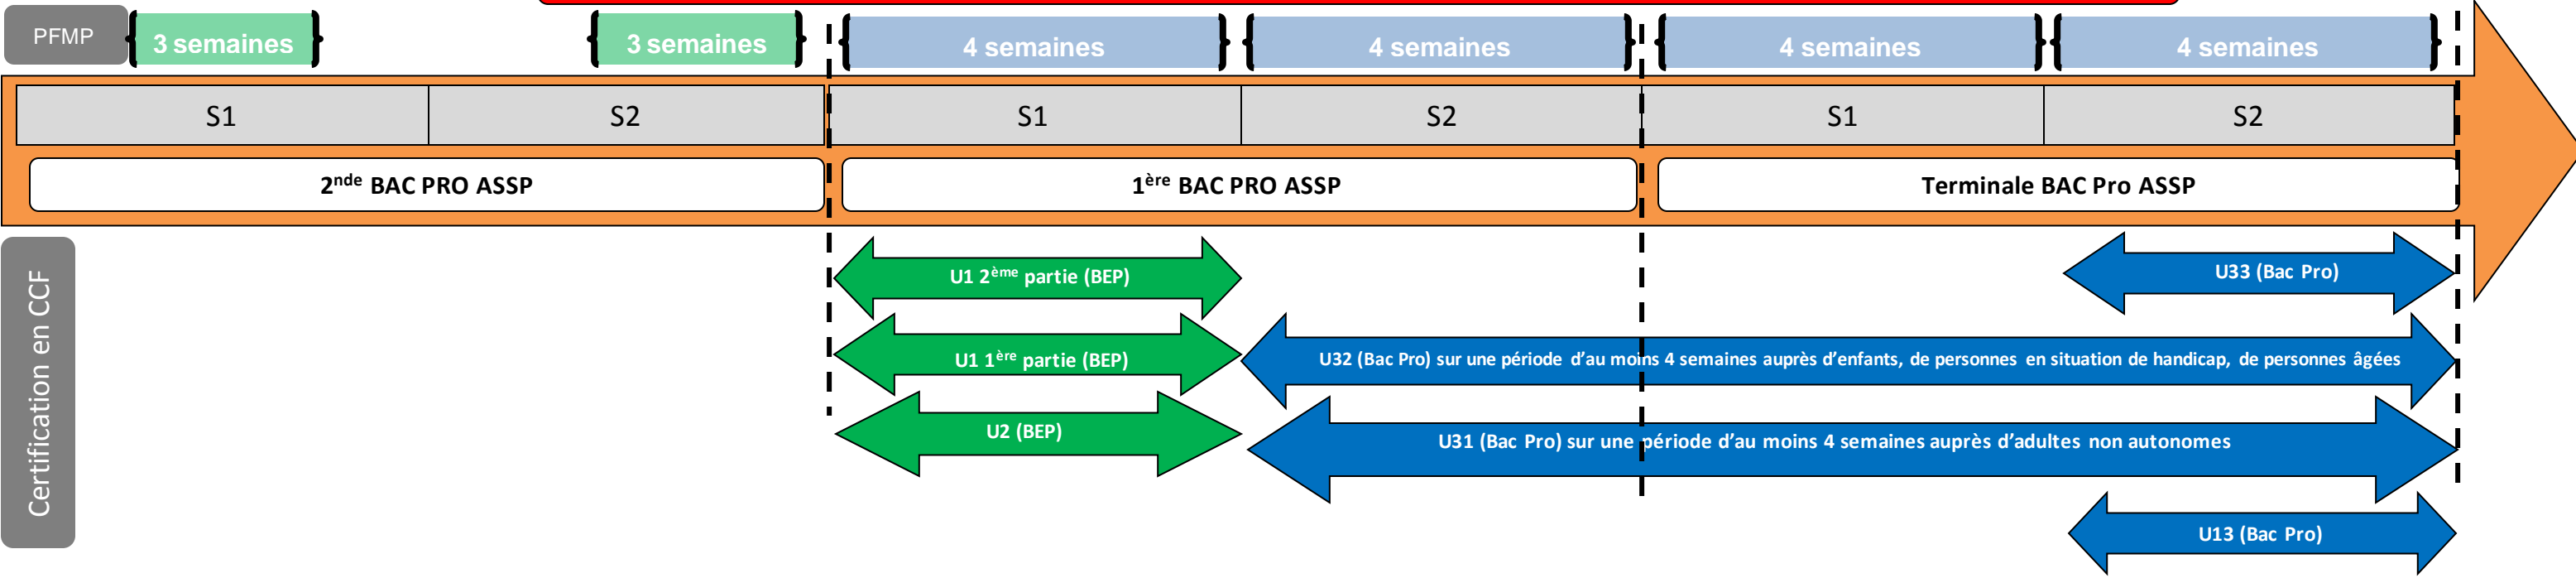 PFMP
3 semaines
3 semaines
4 semaines
4 semaines
4 semaines
4 semaines
S1
S2
S1
S2
S1
S2
2nde BAC PRO ASSP
1ère BAC PRO ASSP
Terminale BAC Pro ASSP
Certification en CCF
U1 2ème partie (BEP)
U33 (Bac Pro)
U1 1ère partie (BEP)
U32 (Bac Pro) sur une période d'au moins 4 semaines auprès d'enfants, de personnes en situation de handicap, de personnes âgées
U2 (BEP)
U31 (Bac Pro) sur une période d'au moins 4 semaines auprès d'adultes non autonomes
U13 (Bac Pro)